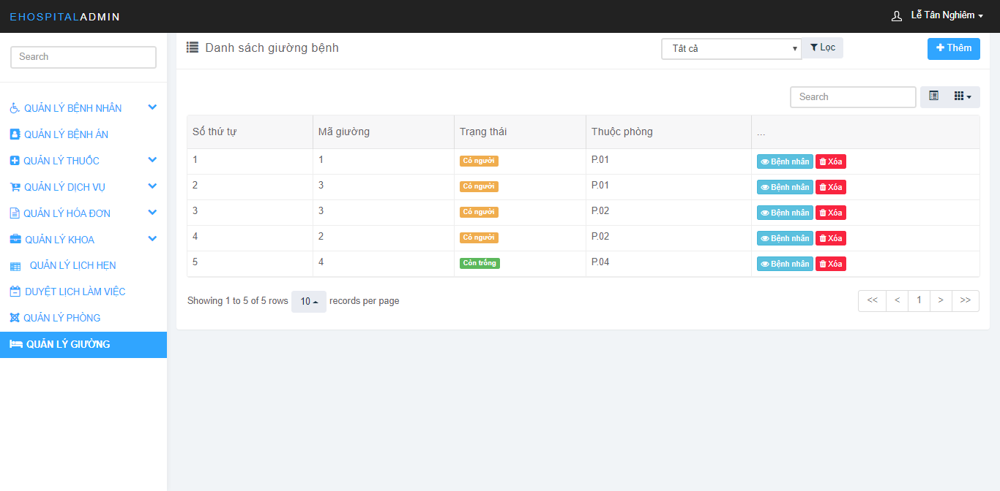 EHOSPITALADMIN
Lễ Tân Nghiêm
Search
QUẢN LÝ BỆNH NHÂN
QUẢN LÝ BỆNH ÁN
QUẢN LÝ THUỐC
QUẢN LÝ DỊCH VỤ
QUẢN LÝ HÓA ĐƠN
QUẢN LÝ KHOA
QUẢN LÝ LỊCH HẸN
DUYỆT LỊCH LÀM VIỆC
QUẢN LÝ PHÒNG
QUẢN LÝ GIƯỜNG
Danh sách giường bệnh
Tất cả
Lọc
Thêm
Search
Số thứ tự Mã giường Trạng thái Thuộc phòng ...
1 1 Có người P.01 Bệnh nhân Xóa
2 3 Có người P.01 Bệnh nhân Xóa
3 3 Có người P.02 Bệnh nhân Xóa
4 2 Có người P.02 Bệnh nhân Xóa
5 4 Còn trống P.04 Bệnh nhân Xóa
Showing 1 to 5 of 5 rows 10 records per page
<< < 1 > >>